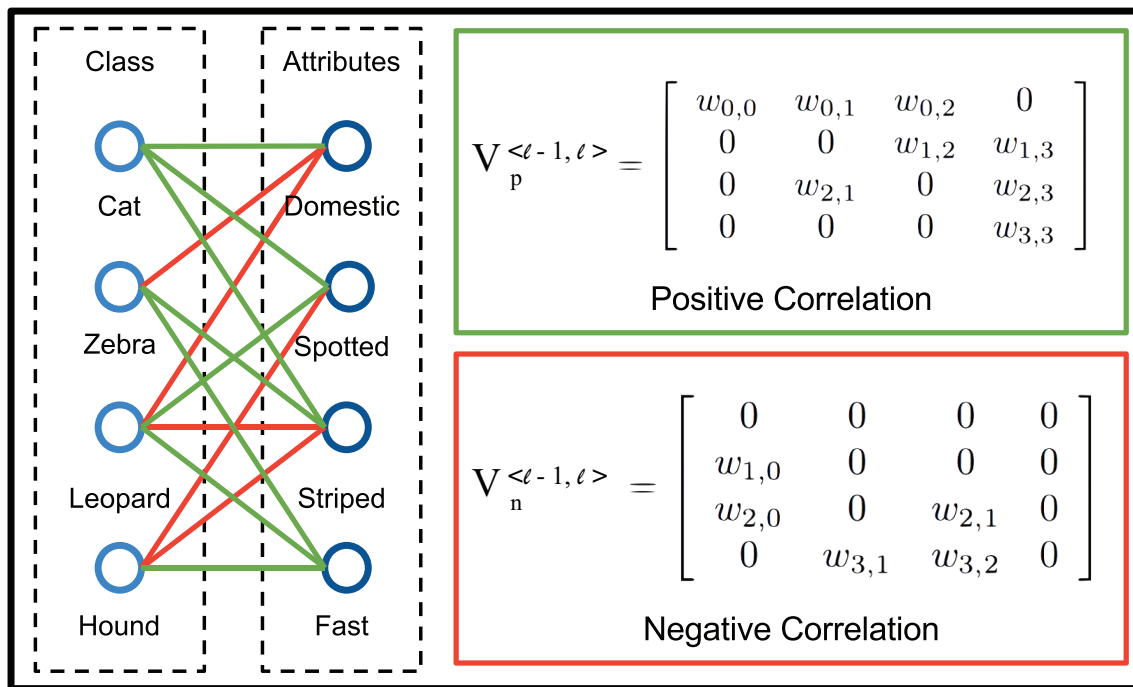 Class
Attributes
Cat
Domestic
Zebra
Spotted
Leopard
Striped
Hound
Fast
V_p^{<ℓ - 1, ℓ >} =
w_{0,0} w_{0,1} w_{0,2} 0
0 0 w_{1,2} w_{1,3}
0 w_{2,1} 0 w_{2,3}
0 0 0 w_{3,3}
Positive Correlation
V_n^{<ℓ - 1, ℓ >} =
0 0 0 0
w_{1,0} 0 0 0
w_{2,0} 0 w_{2,1} 0
0 w_{3,1} w_{3,2} 0
Negative Correlation